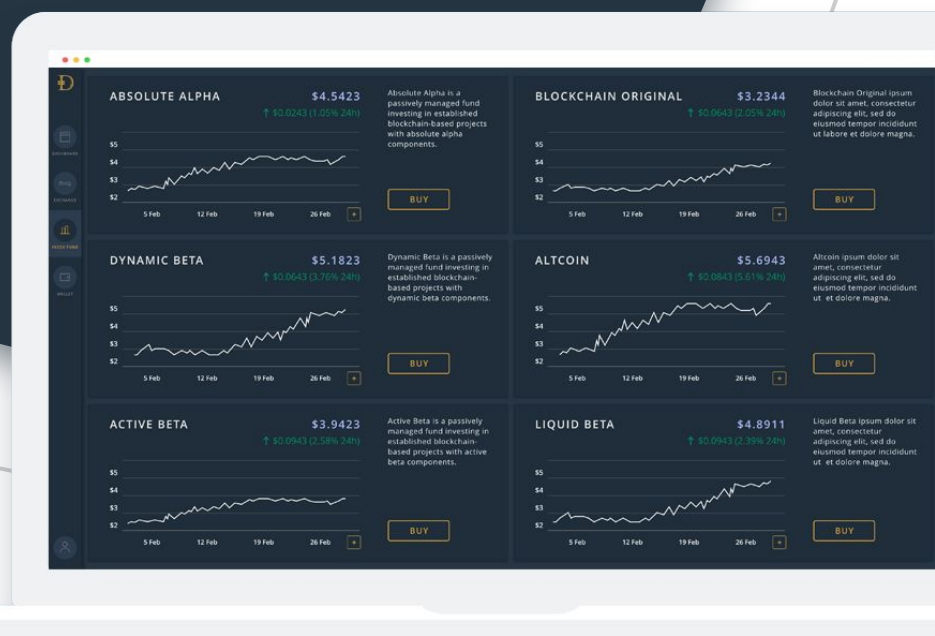 Đ
DASHBOARD
EXCHANGE
INDEX FUND
WALLET
ABSOLUTE ALPHA
$4.5423
↑ $0.0243 (1.05% 24h)
$5
$4
$3
$2
5 Feb 12 Feb 19 Feb 26 Feb +
Absolute Alpha is a
passively managed fund
investing in established
blockchain-based projects
with absolute alpha
components.
BUY
BLOCKCHAIN ORIGINAL
$3.2344
↑ $0.0643 (2.05% 24h)
$5
$4
$3
$2
5 Feb 12 Feb 19 Feb 26 Feb +
Blockchain Original ipsum
dolor sit amet, consectetur
adipiscing elit, sed do
eiusmod tempor incididunt
ut labore et dolore magna.
BUY
DYNAMIC BETA
$5.1823
↑ $0.0643 (3.76% 24h)
$5
$4
$3
$2
5 Feb 12 Feb 19 Feb 26 Feb +
Dynamic Beta is a passively
managed fund investing in
established blockchain-
based projects with
dynamic beta components.
BUY
ALTCOIN
$5.6943
↑ $0.0843 (5.61% 24h)
$5
$4
$3
$2
5 Feb 12 Feb 19 Feb 26 Feb +
Altcoin ipsum dolor sit
amet, consectetur
adipiscing elit, sed do
eiusmod tempor incididunt
ut et dolore magna.
BUY
ACTIVE BETA
$3.9423
↑ $0.0943 (2.58% 24h)
$5
$4
$3
$2
5 Feb 12 Feb 19 Feb 26 Feb +
Active Beta is a passively
managed fund investing in
established blockchain-
based projects with active
beta components.
BUY
LIQUID BETA
$4.8911
↑ $0.0943 (2.39% 24h)
$5
$4
$3
$2
5 Feb 12 Feb 19 Feb 26 Feb +
Liquid Beta ipsum dolor sit
amet, consectetur
adipiscing elit, sed do
eiusmod tempor incididunt
ut et dolore magna.
BUY